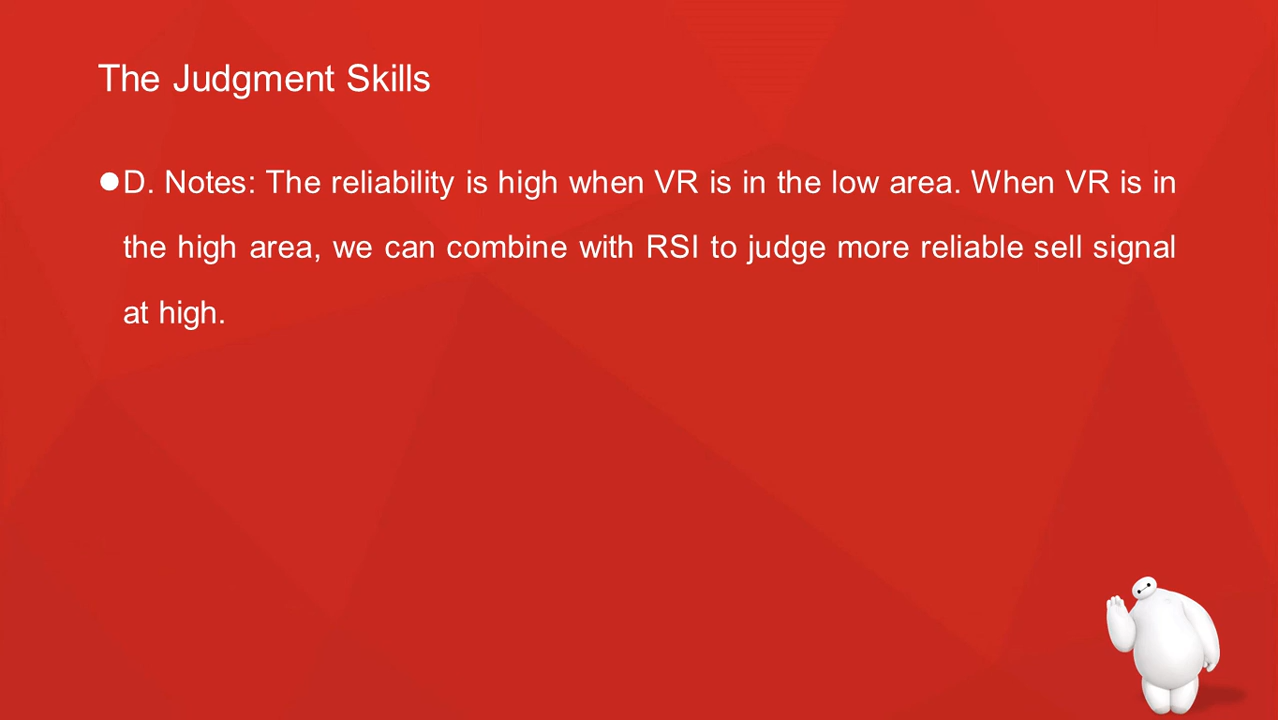 The Judgment Skills
●D. Notes: The reliability is high when VR is in the low area. When VR is in
the high area, we can combine with RSI to judge more reliable sell signal
at high.